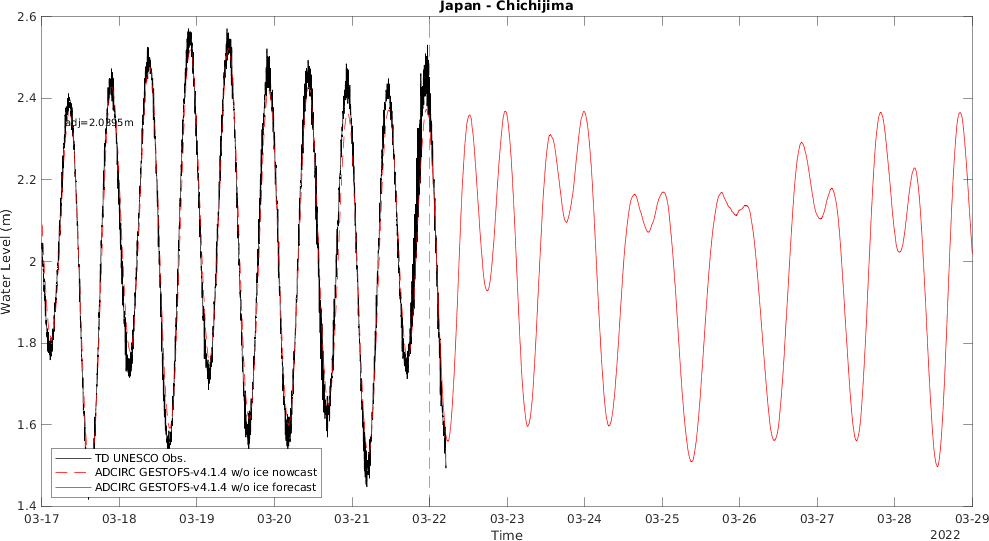 Japan - Chichijima
2.6
2.4
2.2
2
1.8
1.6
1.4
Water Level (m)
adj=2.0395m
TD UNESCO Obs.
ADCIRC GESTOFS-v4.1.4 w/o ice nowcast
ADCIRC GESTOFS-v4.1.4 w/o ice forecast
03-17 03-18 03-19 03-20 03-21 03-22 03-23 03-24 03-25 03-26 03-27 03-28 03-29
Time
2022